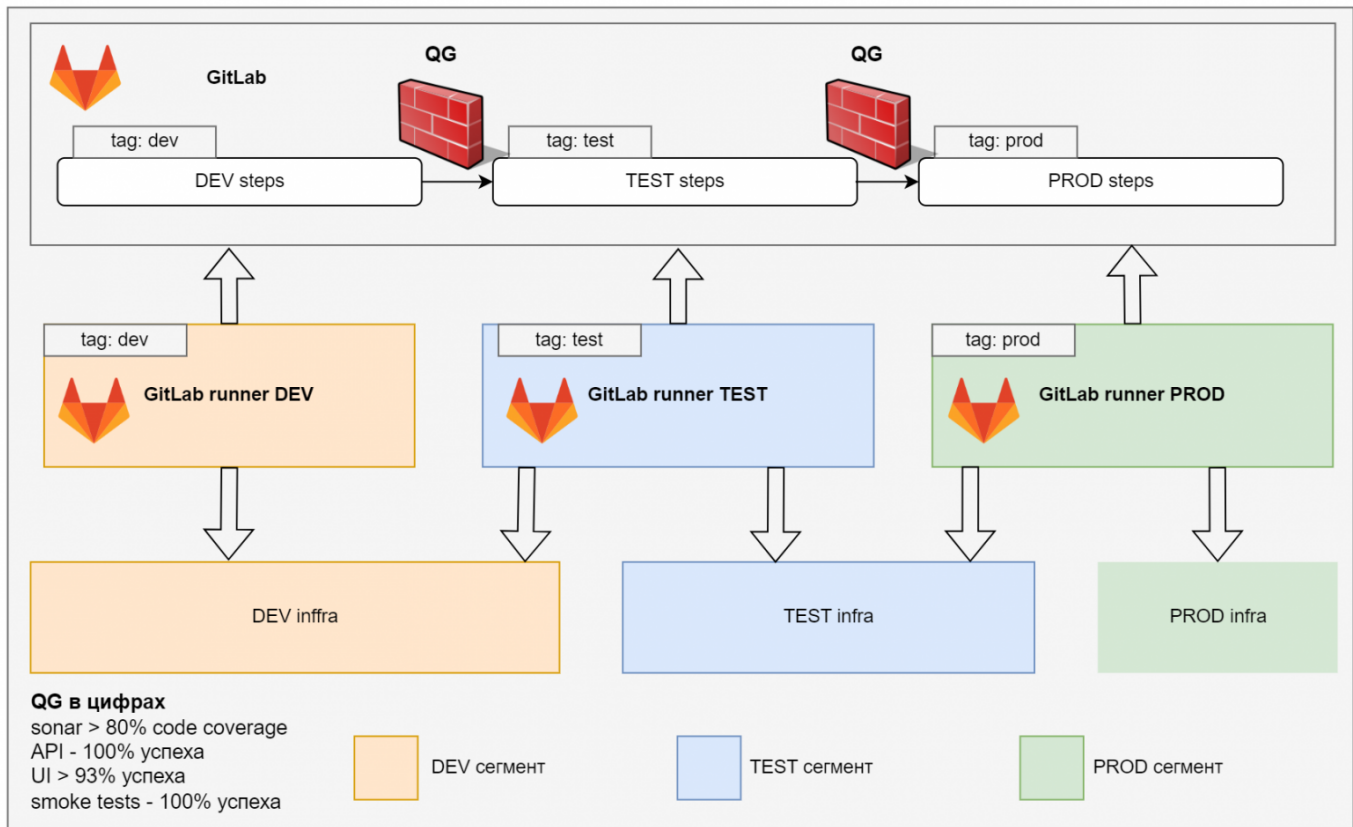 GitLab
QG
QG
tag: dev
tag: test
tag: prod
DEV steps
TEST steps
PROD steps
tag: dev
tag: test
tag: prod
GitLab runner DEV
GitLab runner TEST
GitLab runner PROD
DEV inffra
TEST infra
PROD infra
QG в цифрах
sonar > 80% code coverage
API - 100% успеха
UI > 93% успеха
smoke tests - 100% успеха
DEV сегмент
TEST сегмент
PROD сегмент